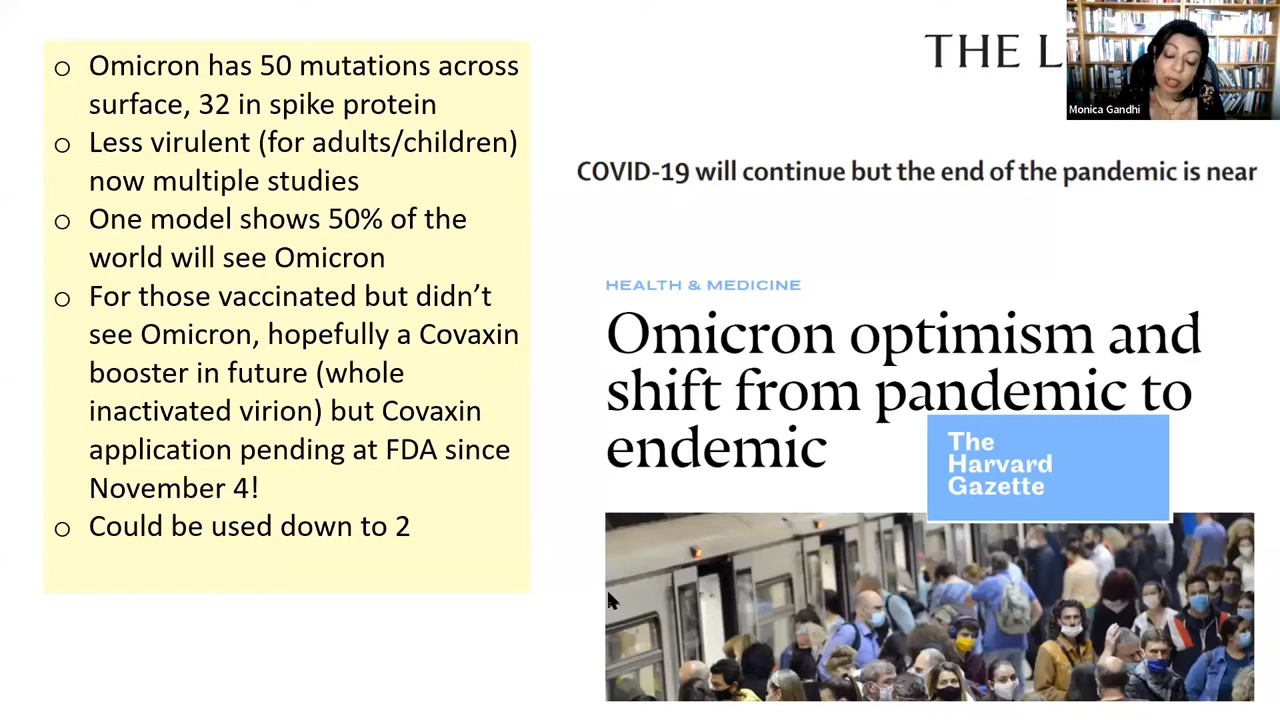 ○ Omicron has 50 mutations across
surface, 32 in spike protein
○ Less virulent (for adults/children)
now multiple studies
○ One model shows 50% of the
world will see Omicron
○ For those vaccinated but didn’t
see Omicron, hopefully a Covaxin
booster in future (whole
inactivated virion) but Covaxin
application pending at FDA since
November 4!
○ Could be used down to 2
THE L
Monica Gandhi
COVID-19 will continue but the end of the pandemic is near
HEALTH & MEDICINE
Omicron optimism and
shift from pandemic to
endemic
The
Harvard
Gazette